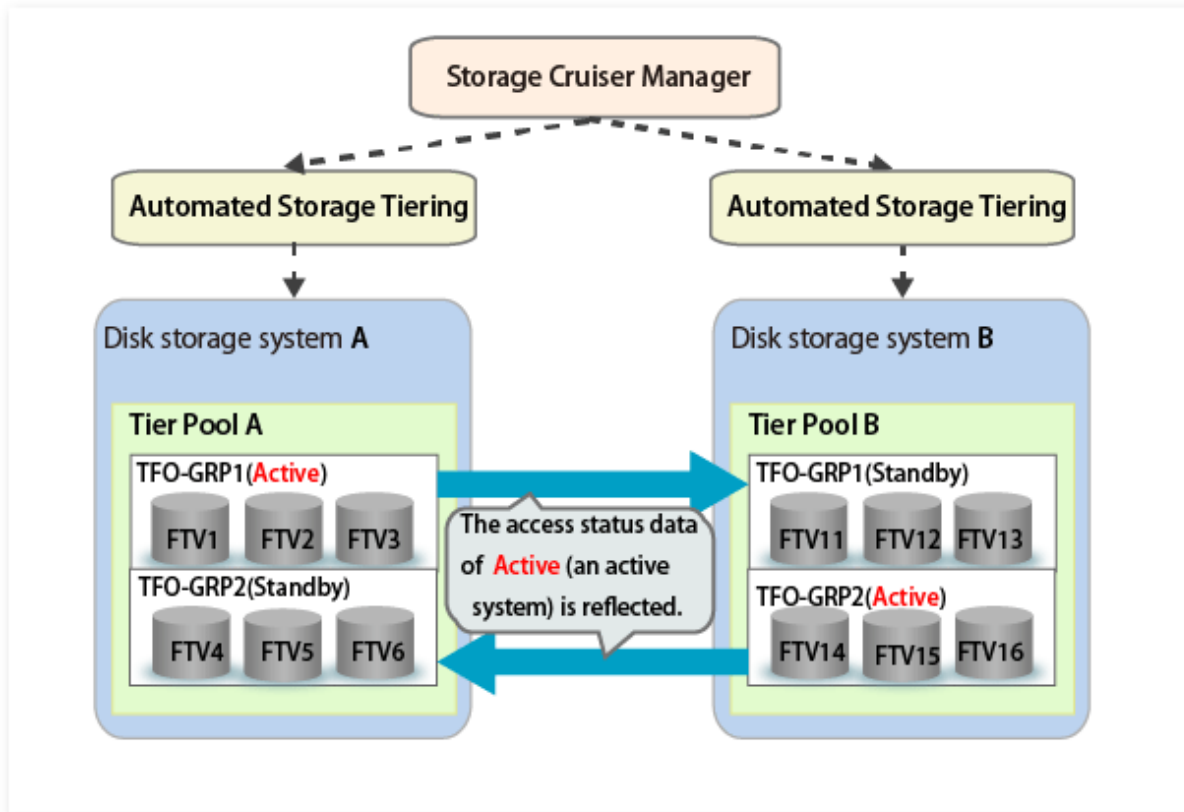 Storage Cruiser Manager
Automated Storage Tiering
Automated Storage Tiering
Disk storage system A
Tier Pool A
TFO-GRP1(Active)
FTV1 FTV2 FTV3
TFO-GRP2(Standby)
FTV4 FTV5 FTV6
The access status data
of Active (an active
system) is reflected.
Disk storage system B
Tier Pool B
TFO-GRP1(Standby)
FTV11 FTV12 FTV13
TFO-GRP2(Active)
FTV14 FTV15 FTV16